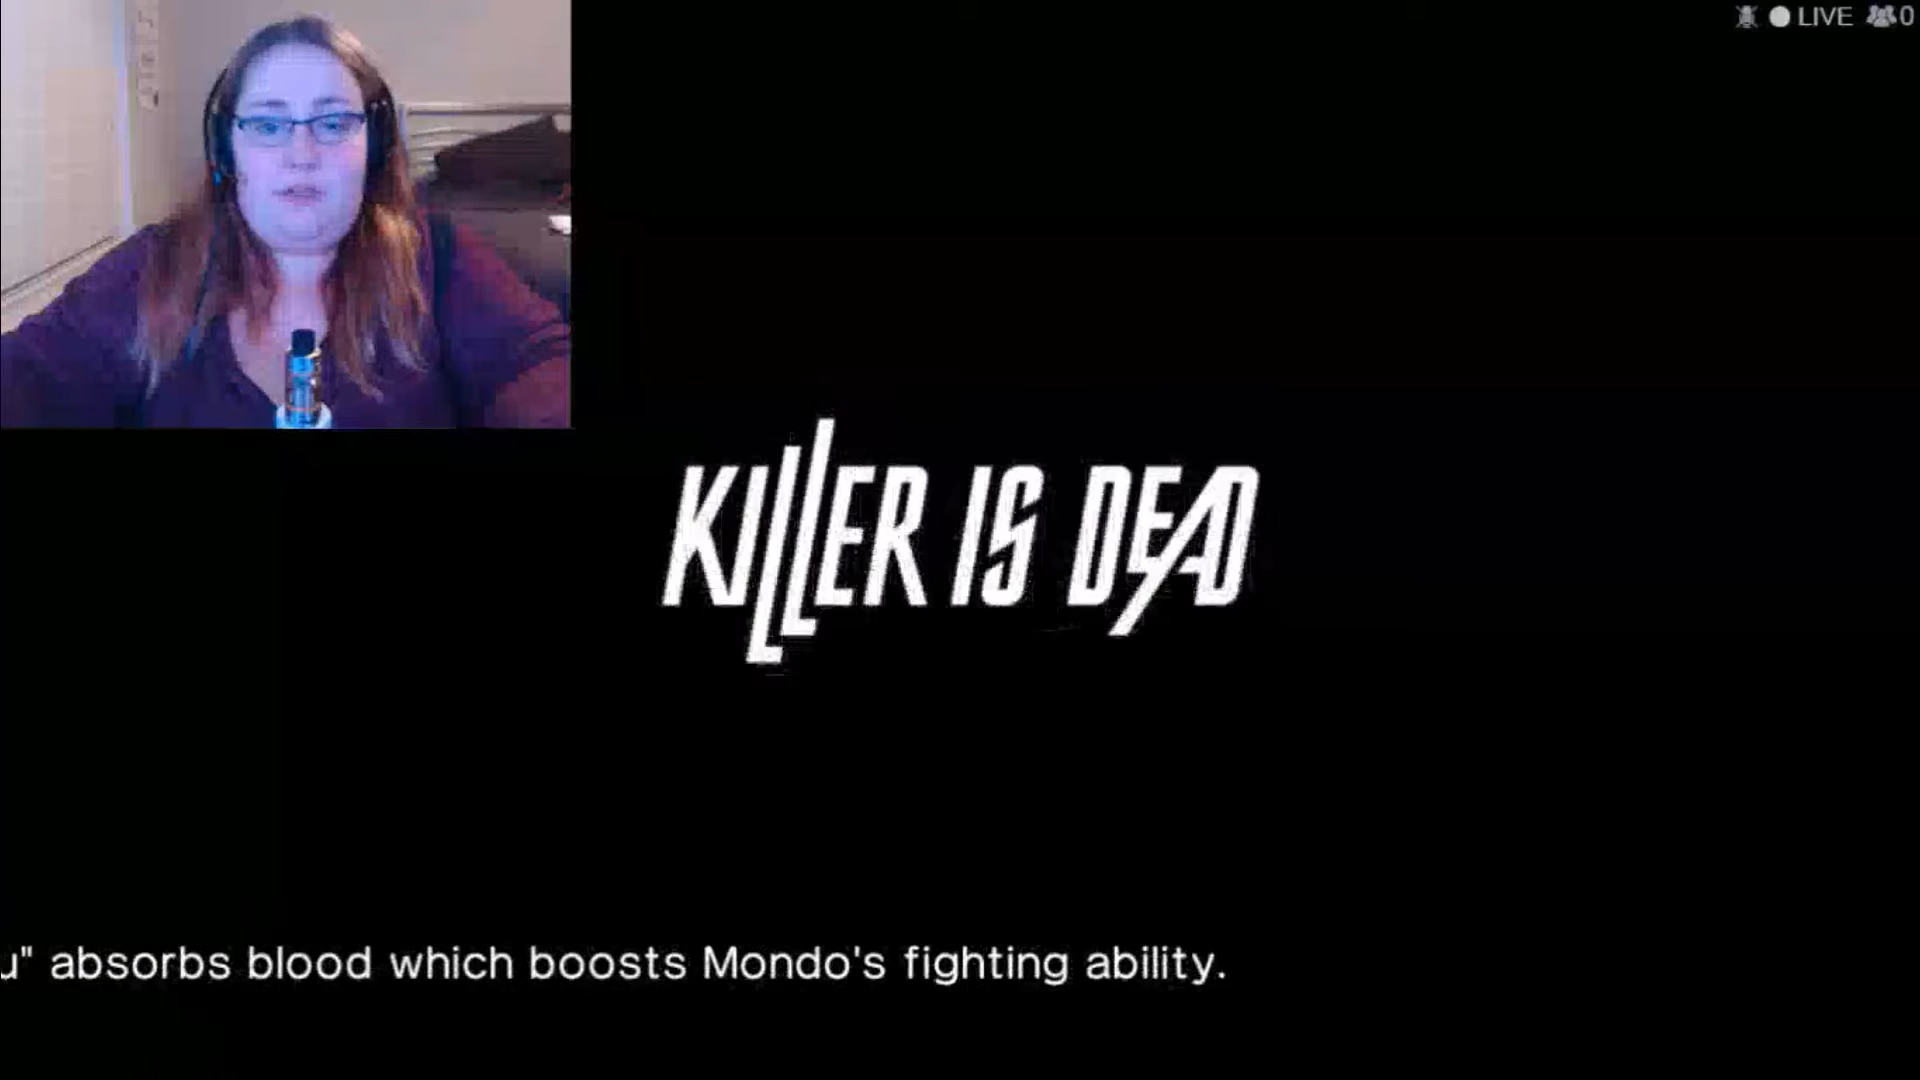 LIVE 0
KILLER IS DEAD
u" absorbs blood which boosts Mondo's fighting ability.